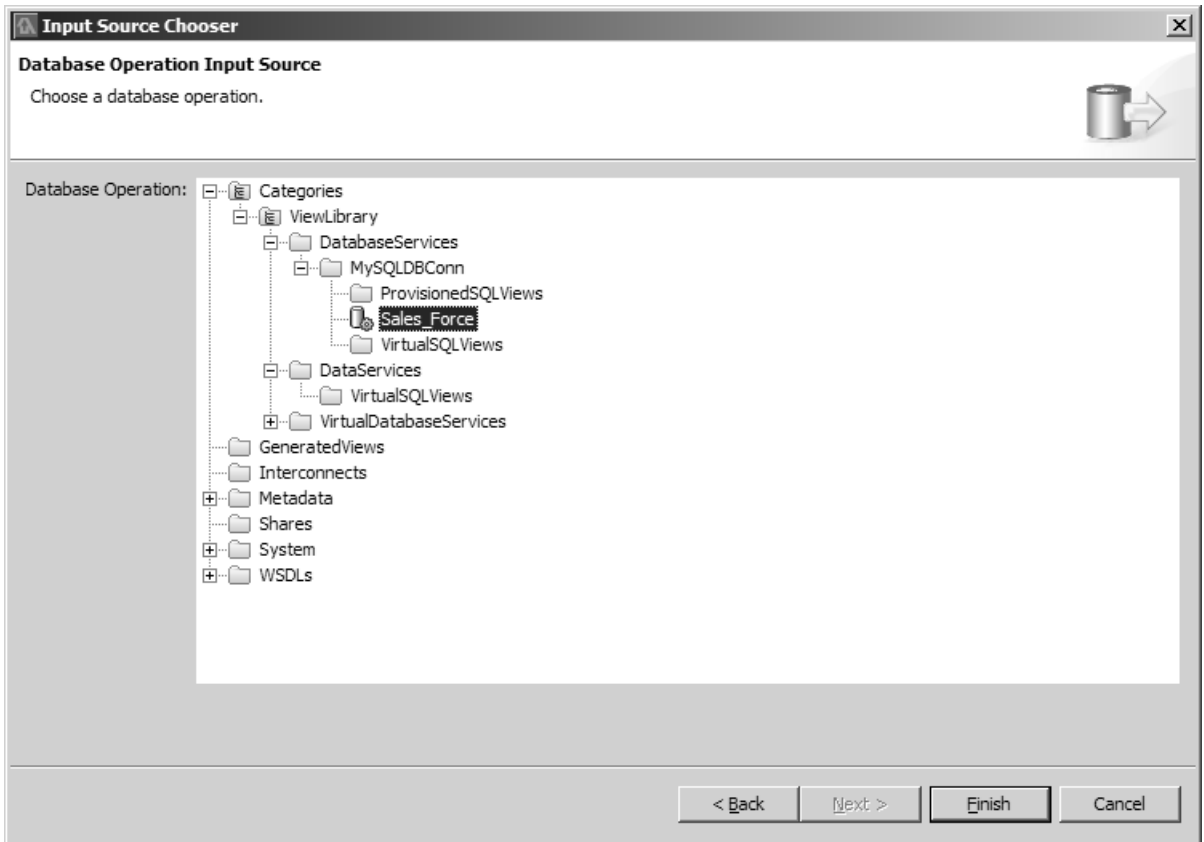 Input Source Chooser
Database Operation Input Source
Choose a database operation.
Database Operation:
Categories
ViewLibrary
DatabaseServices
MySQLDBConn
ProvisionedSQLViews
Sales_Force
VirtualSQLViews
DataServices
VirtualSQLViews
VirtualDatabaseServices
GeneratedViews
Interconnects
Metadata
Shares
System
WSDLs
< Back Next > Finish Cancel